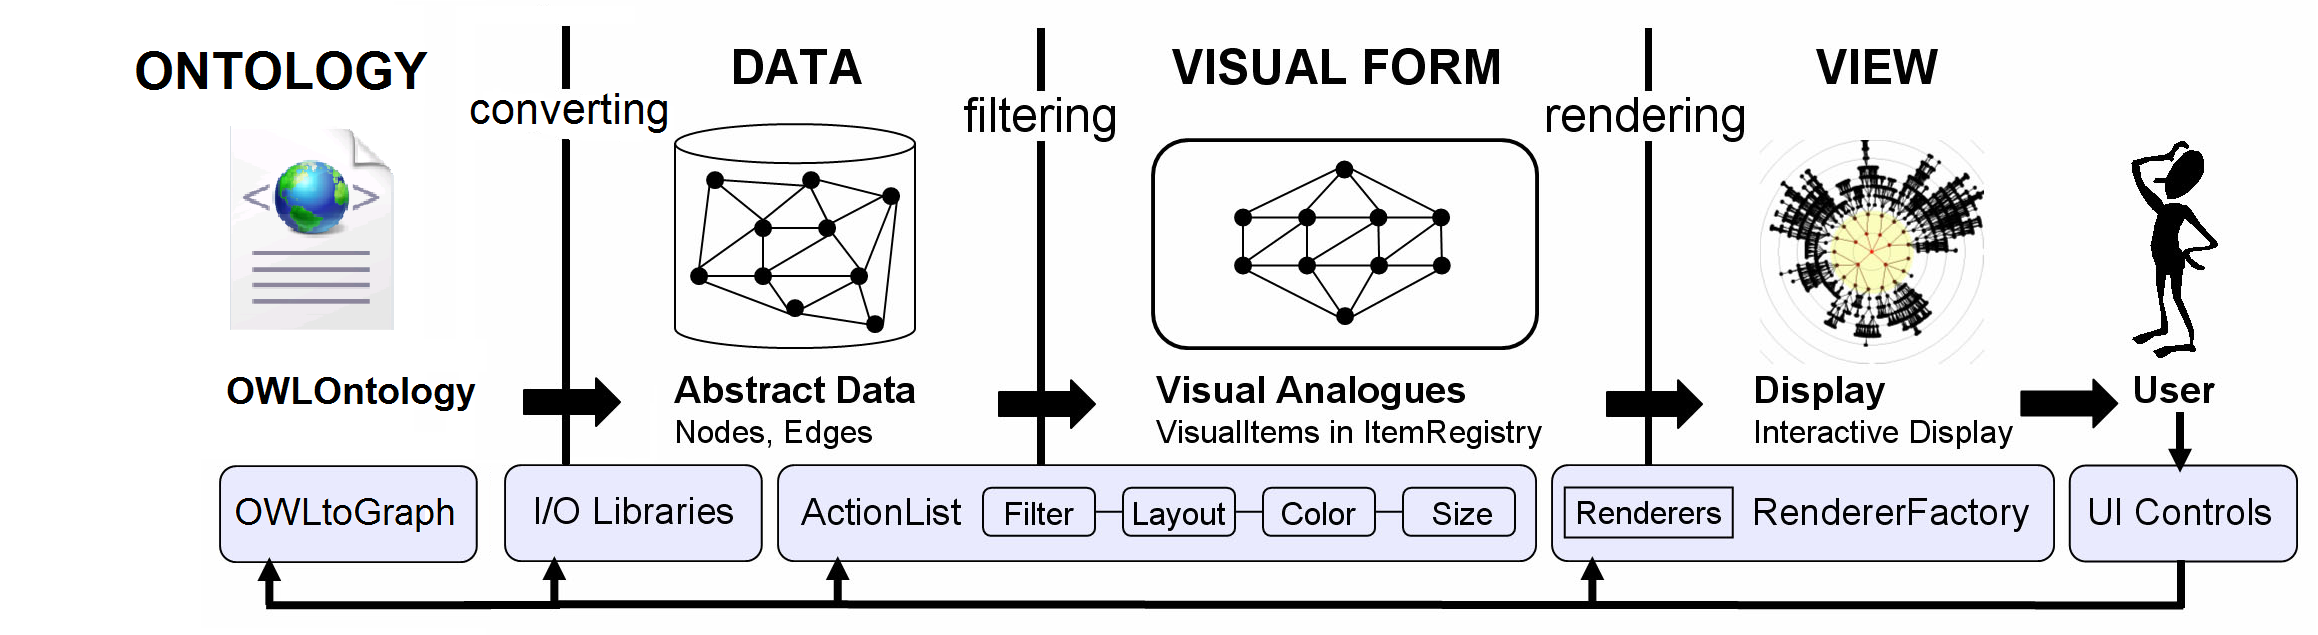 ONTOLOGY
DATA
VISUAL FORM
VIEW
converting
filtering
rendering
< >
OWLOntology
Abstract Data
Nodes, Edges
Visual Analogues
VisualItems in ItemRegistry
Display
Interactive Display
User
OWLtoGraph
I/O Libraries
ActionList
Filter
Layout
Color
Size
Renderers
RendererFactory
UI Controls